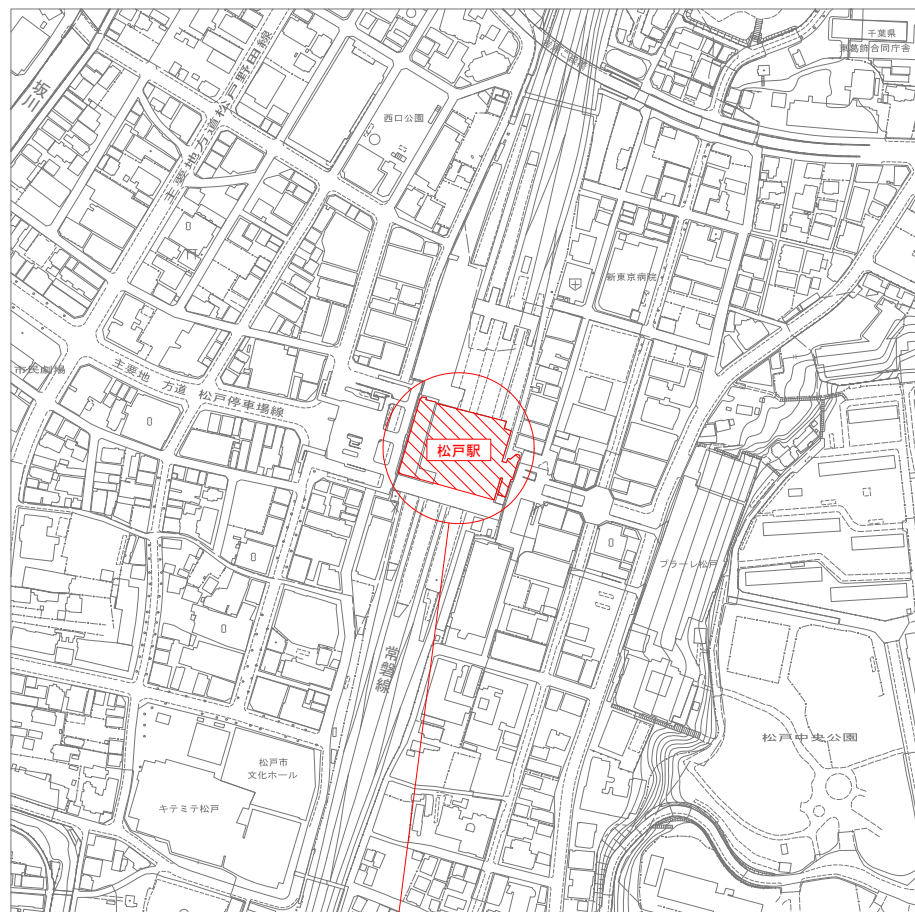 千葉県
東葛飾合同庁舎
坂川
主要地方道松戸野田線
西口公園
新東京病院
市民劇場
主要地 方道 松戸停車場線
松戸駅
プラーレ松戸
常磐線
松戸中央公園
松戸市
文化ホール
キテミテ松戸